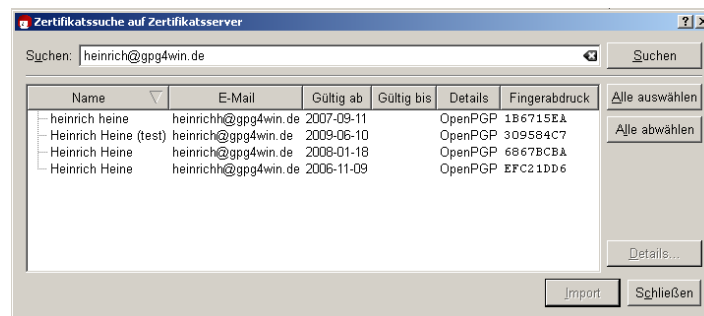 Zertifikatssuche auf Zertifikatsserver
Suchen: heinrich@gpg4win.de Suchen
Name E-Mail Gültig ab Gültig bis Details Fingerabdruck Alle auswählen
heinrich heine heinrichh@gpg4win.de 2007-09-11 OpenPGP 1B6715EA
Heinrich Heine (test) heinrichh@gpg4win.de 2009-06-10 OpenPGP 309584C7 Alle abwählen
Heinrich Heine heinrich@gpg4win.de 2008-01-18 OpenPGP 6867BCBA
Heinrich Heine heinrichh@gpg4win.de 2006-11-09 OpenPGP EFC21DD6
Details...
Import Schließen